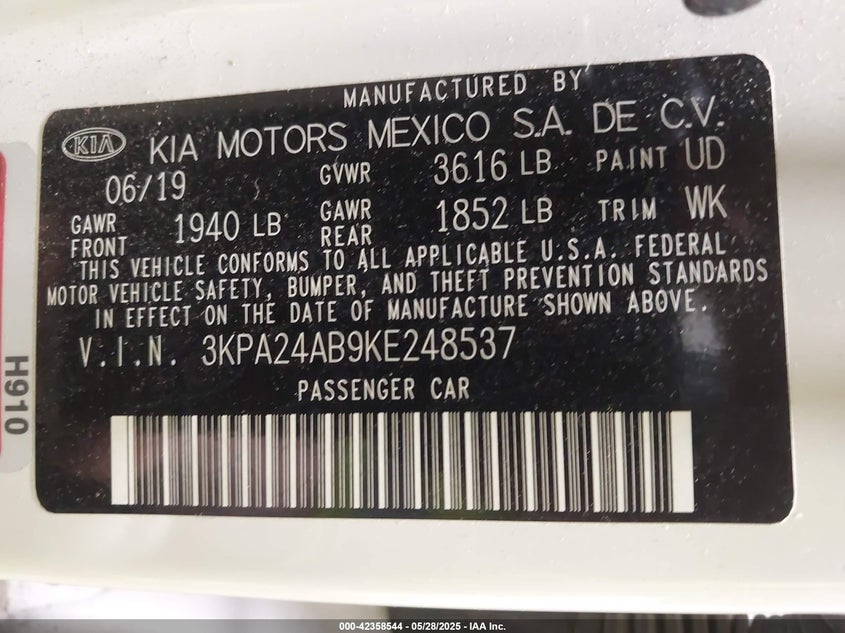 MANUFACTURED BY
KIA KIA MOTORS MEXICO S.A. DE C.V.
06/19 GVWR 3616 LB PAINT UD
GAWR FRONT 1940 LB GAWR REAR 1852 LB TRIM WK
THIS VEHICLE CONFORMS TO ALL APPLICABLE U.S.A. FEDERAL
MOTOR VEHICLE SAFETY, BUMPER, AND THEFT PREVENTION STANDARDS
IN EFFECT ON THE DATE OF MANUFACTURE SHOWN ABOVE.
V.I.N. 3KPA24AB9KE248537
PASSENGER CAR
H910
000-42358544 - 05/28/2025 - IAA Inc.